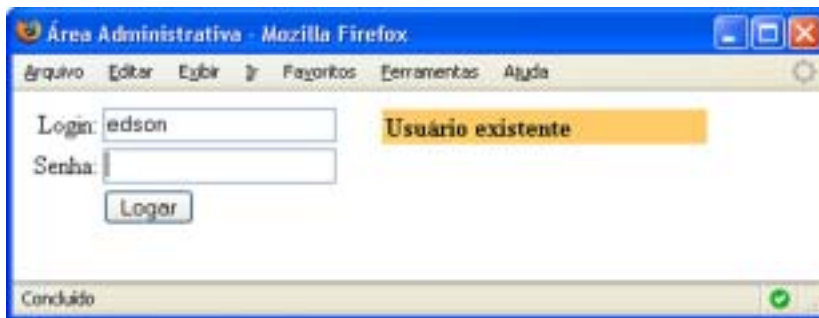 Área Administrativa - Mozilla Firefox
Arquivo Editar Exibir Ir Favoritos Ferramentas Ajuda
Login: edson Usuário existente
Senha:
Logar
Concluído